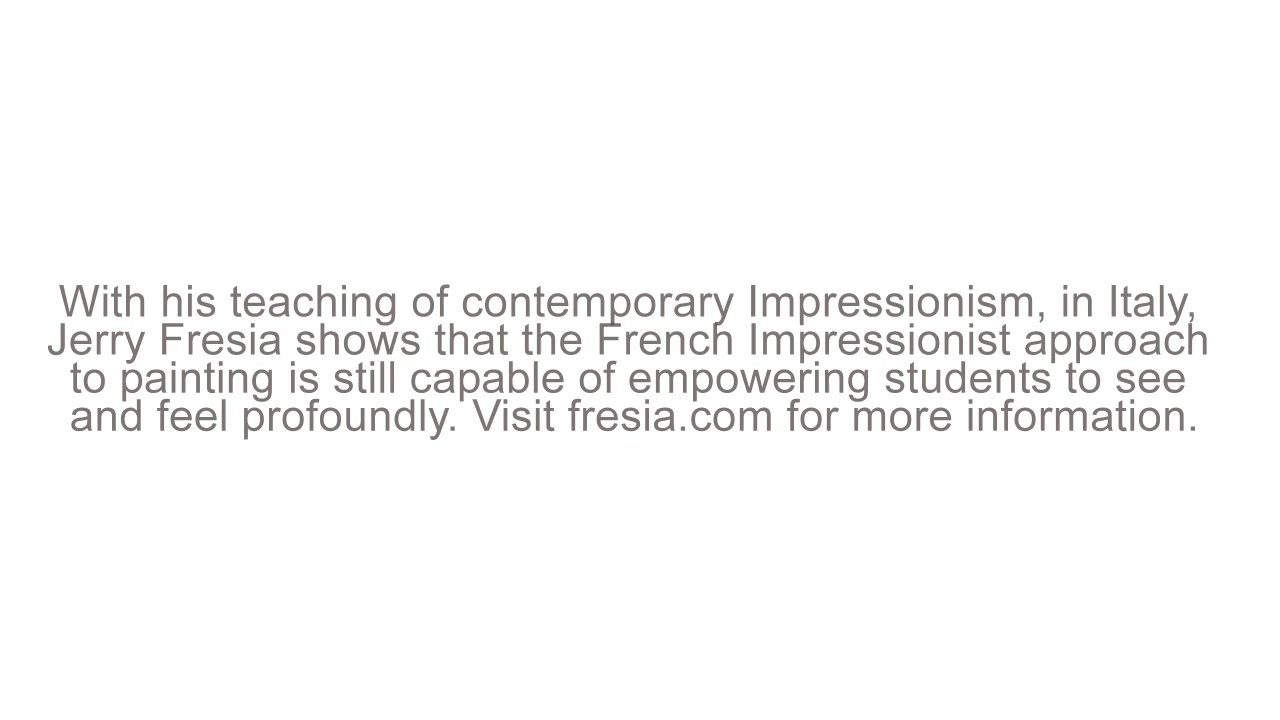 With his teaching of contemporary Impressionism, in Italy,
Jerry Fresia shows that the French Impressionist approach
to painting is still capable of empowering students to see
and feel profoundly. Visit fresia.com for more information.